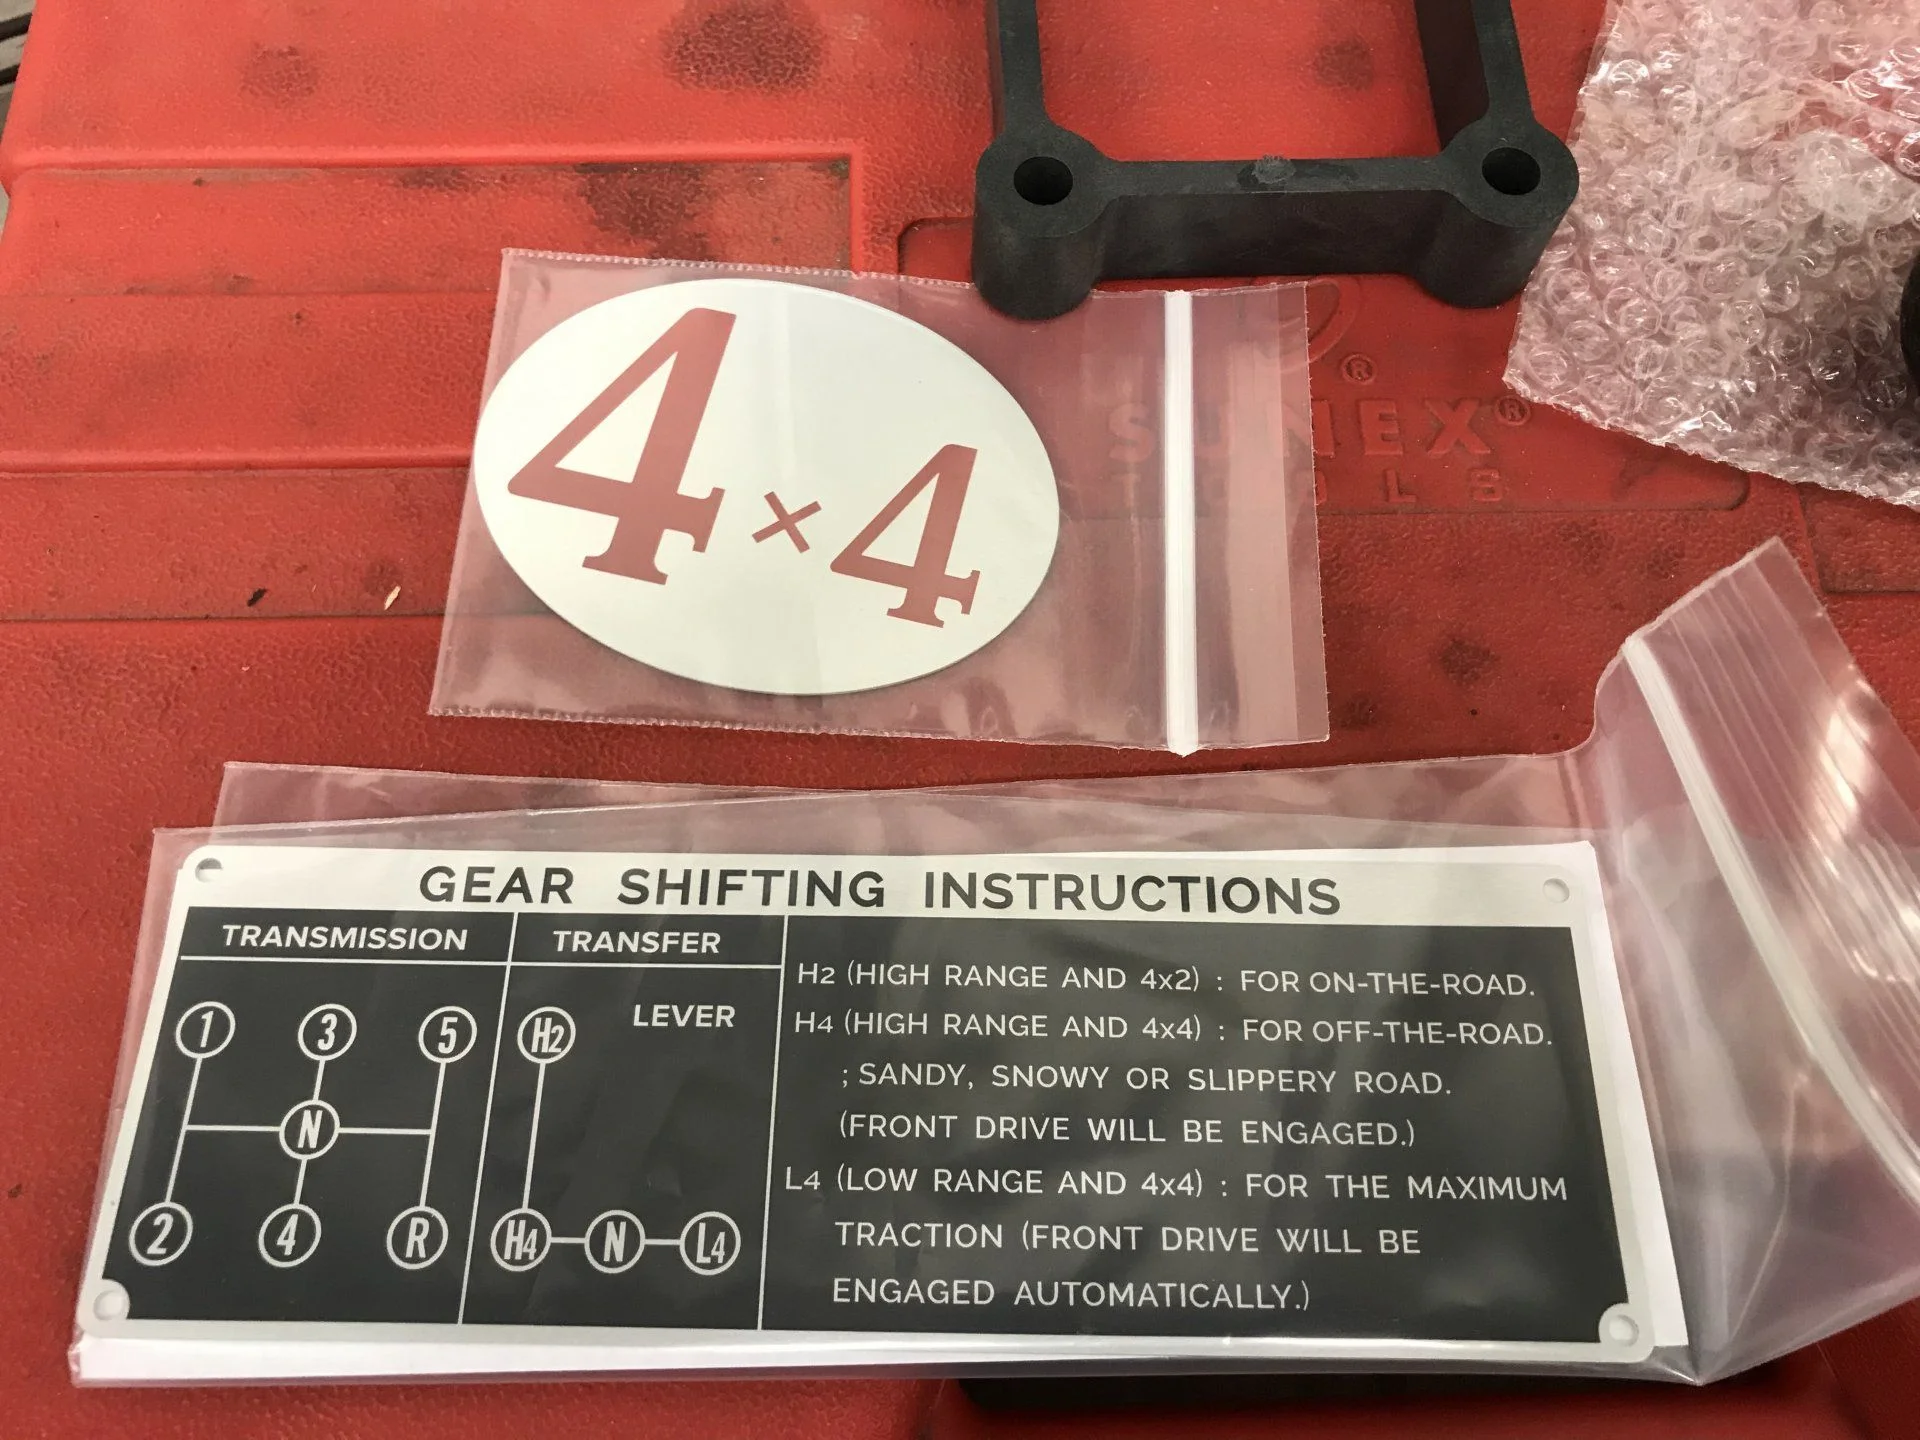 4x4
®
SUNEX®
TOOLS
GEAR SHIFTING INSTRUCTIONS
TRANSMISSION
1 3 5
N
2 4 R
TRANSFER
LEVER
H2
H4 N L4
H2 (HIGH RANGE AND 4x2) : FOR ON-THE-ROAD.
H4 (HIGH RANGE AND 4x4) : FOR OFF-THE-ROAD.
; SANDY, SNOWY OR SLIPPERY ROAD.
(FRONT DRIVE WILL BE ENGAGED.)
L4 (LOW RANGE AND 4x4) : FOR THE MAXIMUM
TRACTION (FRONT DRIVE WILL BE
ENGAGED AUTOMATICALLY.)